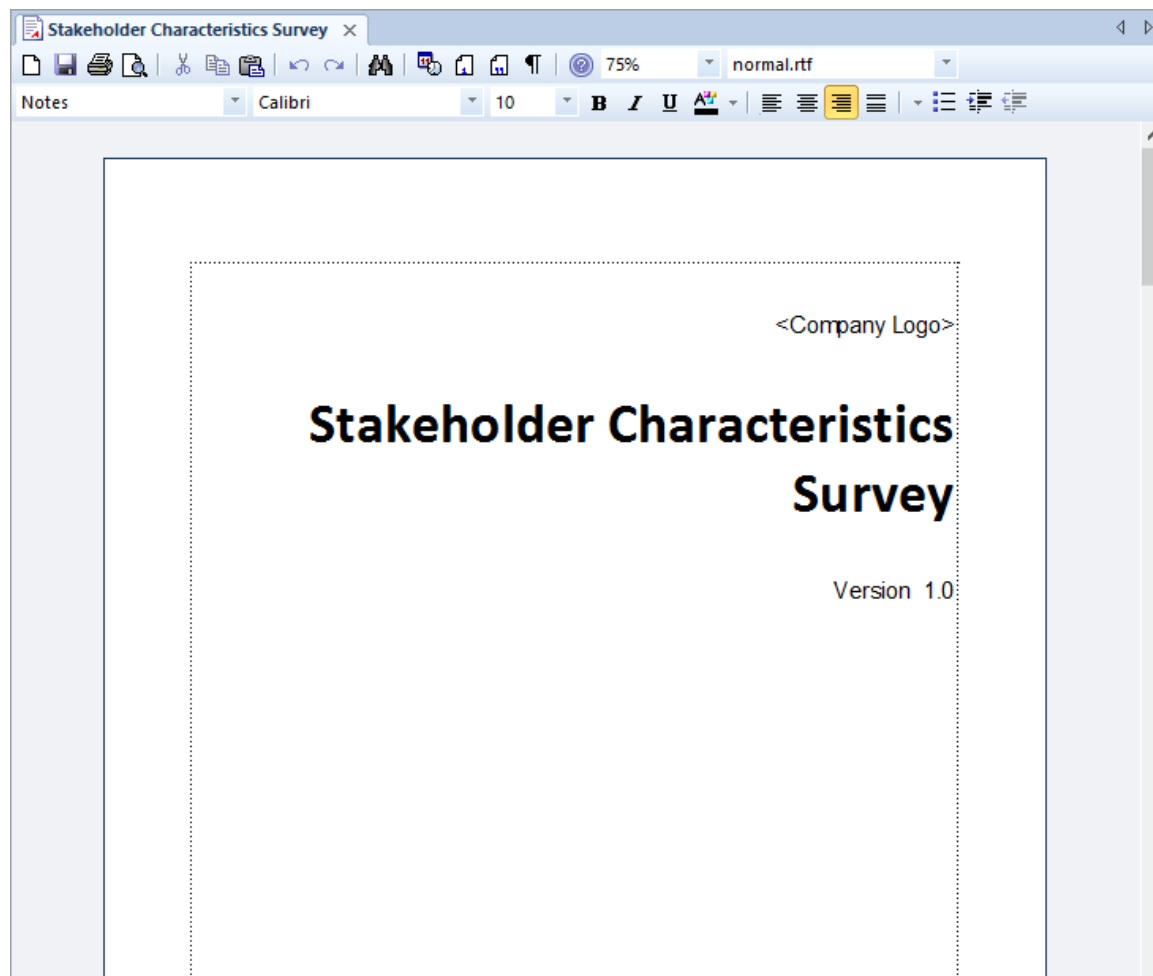 Stakeholder Characteristics Survey
75% normal.rtf
Notes Calibri 10 B I U A
<Company Logo>
Stakeholder Characteristics
Survey
Version 1.0